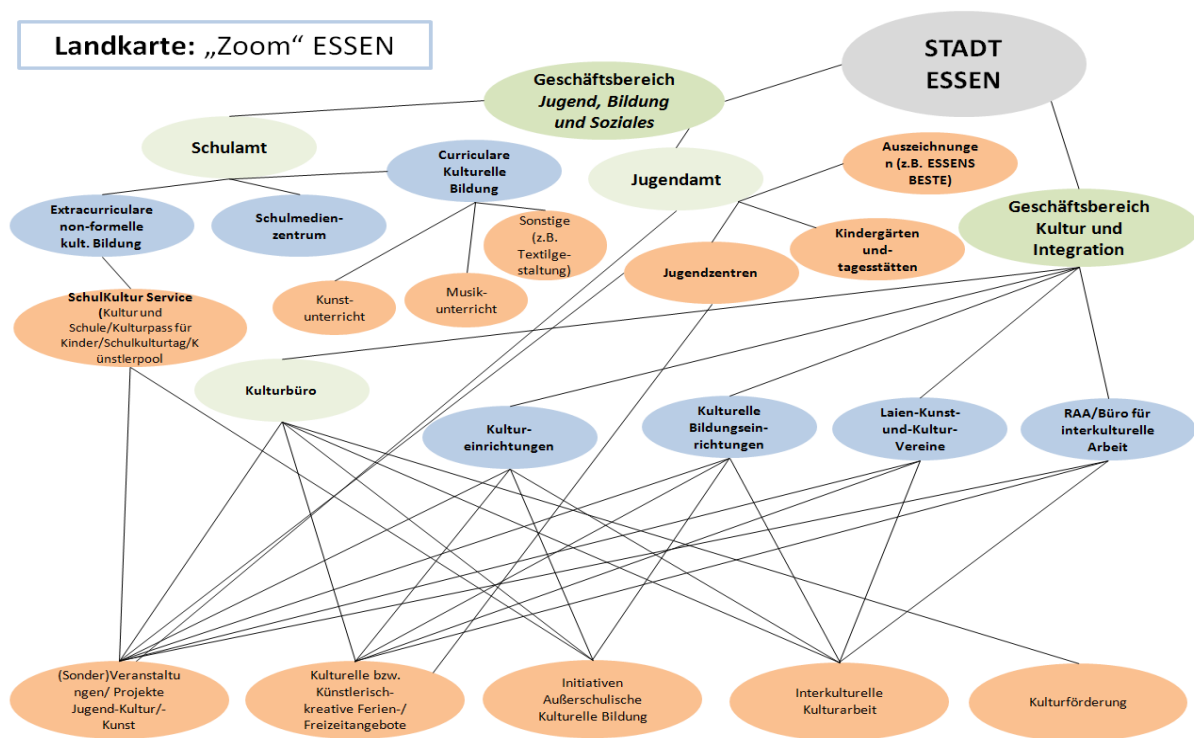 Landkarte: „Zoom“ ESSEN
STADT
ESSEN
Geschäftsbereich
Jugend, Bildung
und Soziales
Schulamt
Curriculare
Kulturelle
Bildung
Jugendamt
Auszeichnunge
n (z.B. ESSENS
BESTE)
Extracurriculare
non-formelle
kult. Bildung
Schulmedien-
zentrum
Sonstige
(z.B.
Textilge-
staltung)
Jugendzentren
Kindergärten
und-
tagesstätten
Geschäftsbereich
Kultur und
Integration
SchulKultur Service
(Kultur und
Schule/Kulturpass für
Kinder/Schulkulturtag/K
ünstlerpool
Kunst-
unterricht
Musik-
unterricht
Kulturbüro
Kultur-
einrichtungen
Kulturelle
Bildungsein-
richtungen
Laien-Kunst-
und-Kultur-
Vereine
RAA/Büro für
interkulturelle
Arbeit
(Sonder)Veranstaltu
ngen/ Projekte
Jugend-Kultur/-
Kunst
Kulturelle bzw.
Künstlerisch-
kreative Ferien-/
Freizeitangebote
Initiativen
Außerschulische
Kulturelle Bildung
Interkulturelle
Kulturarbeit
Kulturförderung